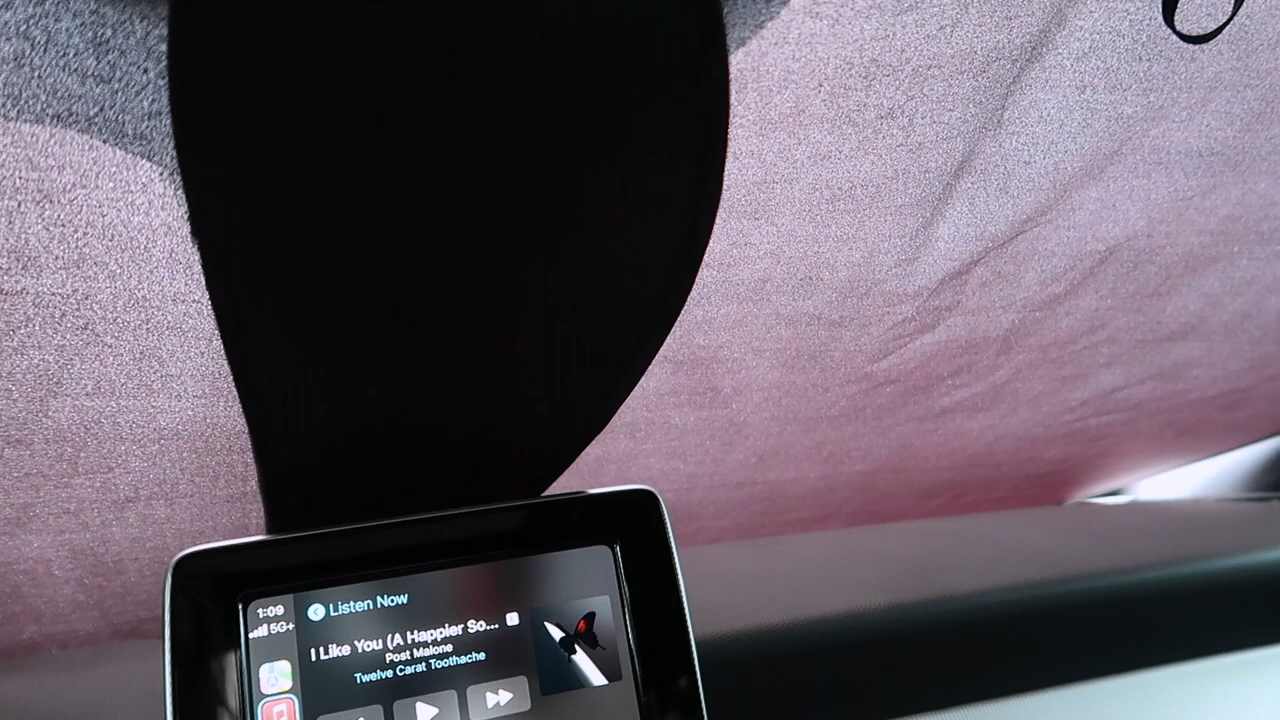 1:09
5G+
Listen Now
I Like You (A Happier So...
Post Malone
Twelve Carat Toothache